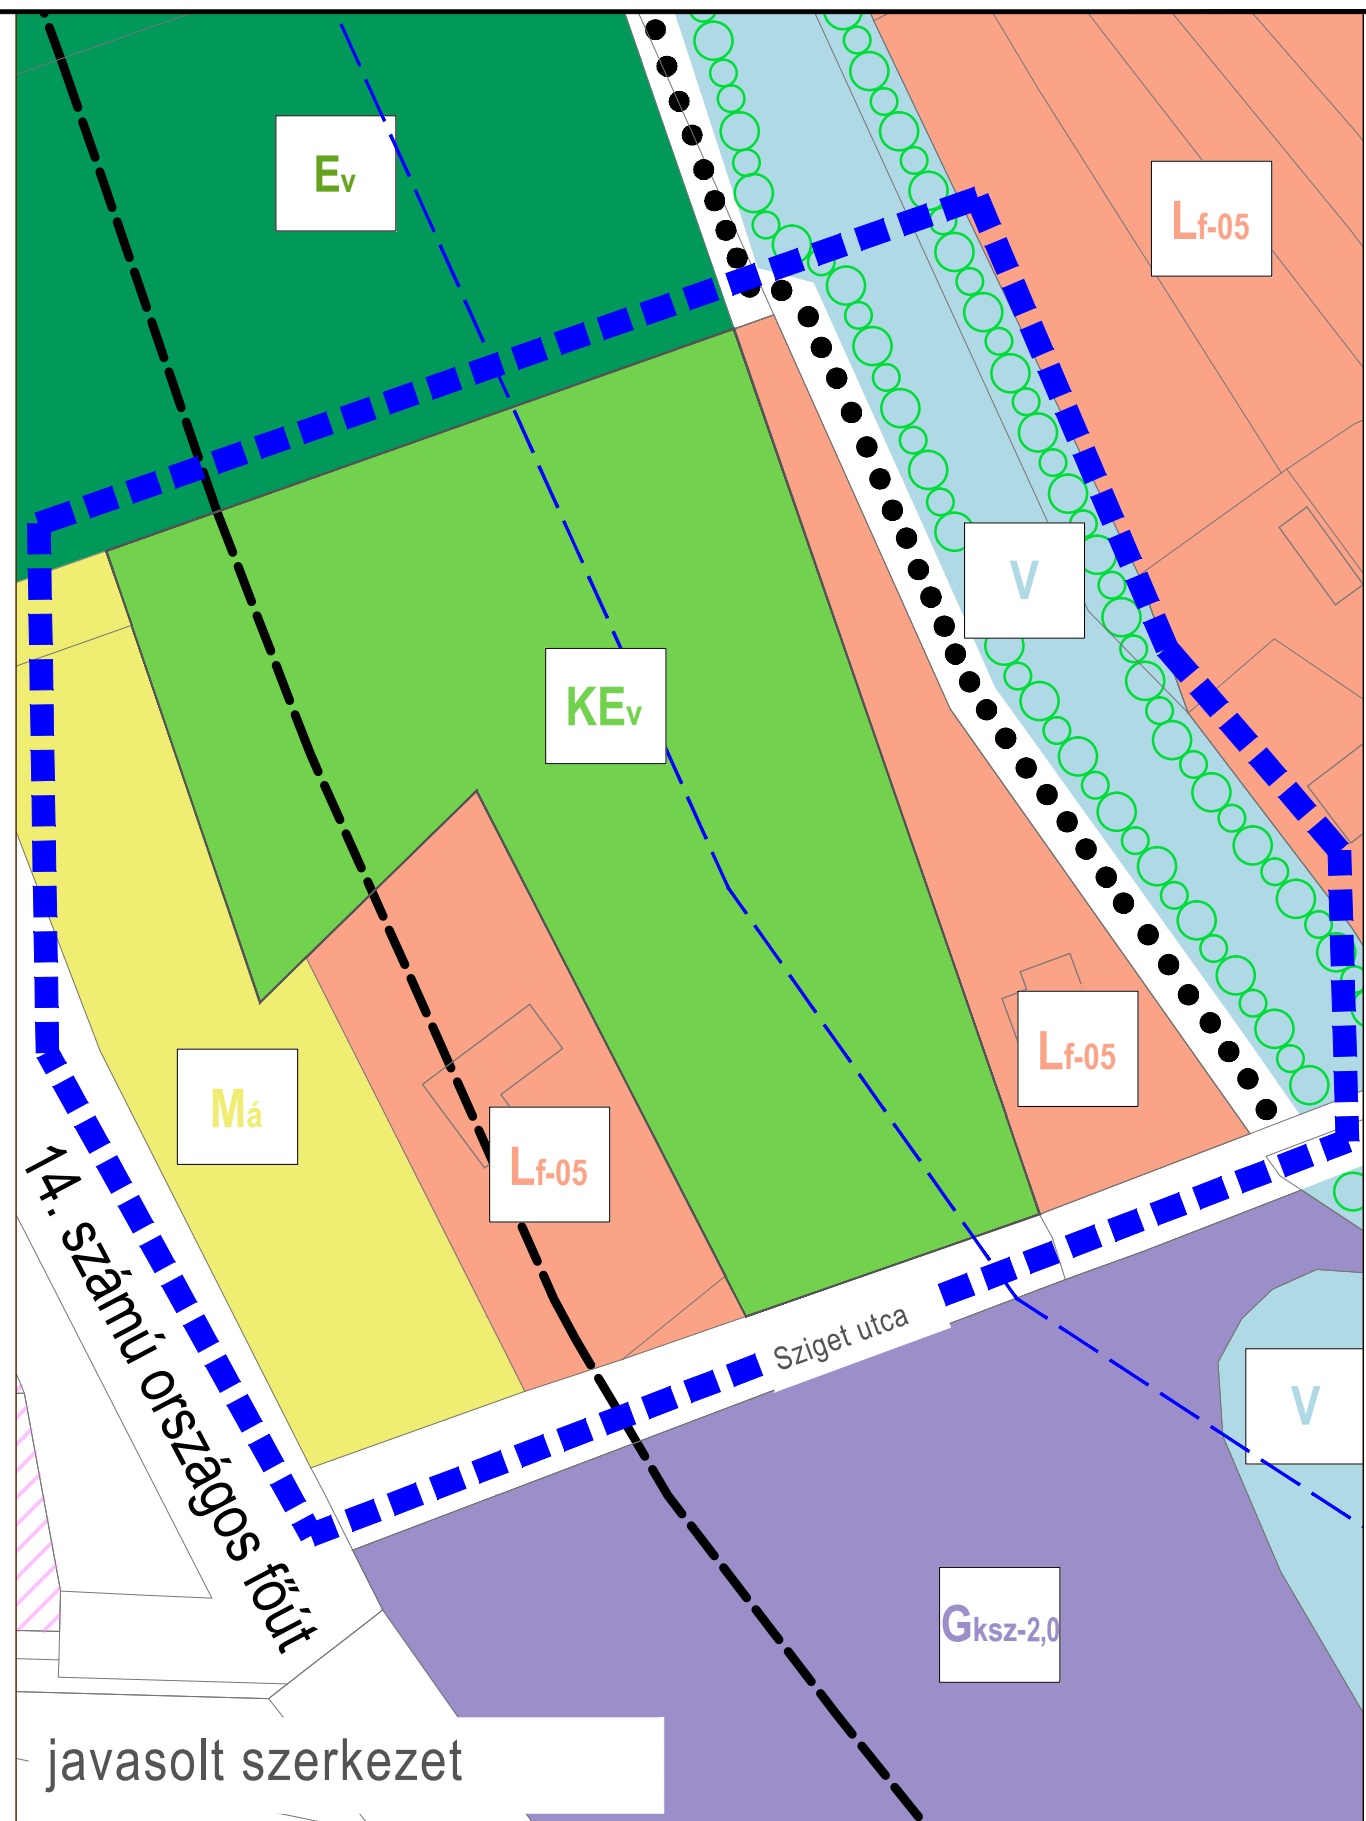 Ev
Lf-05
V
KEv
Lf-05
Má
Lf-05
14. számú országos főút
Sziget utca
V
Gksz-2,0
javasolt szerkezet